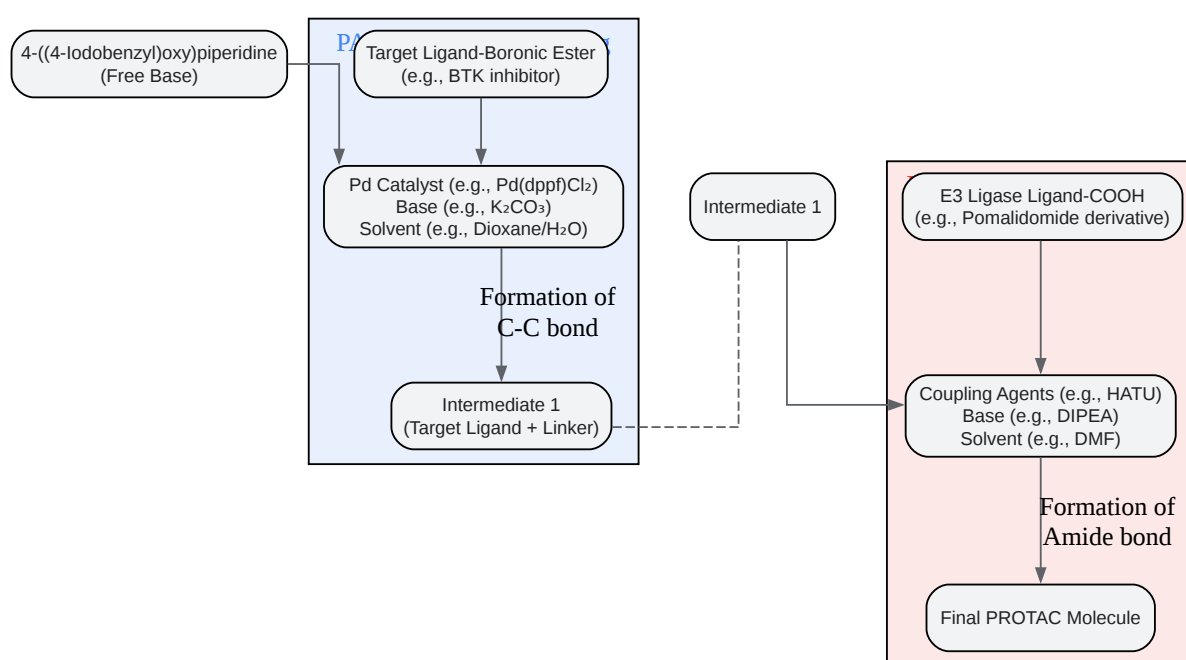 4-((4-Iodobenzyl)oxy)piperidine
(Free Base)
Target Ligand-Boronic Ester
(e.g., BTK inhibitor)
Pd Catalyst (e.g., Pd(dppf)Cl₂)
Base (e.g., K₂CO₃)
Solvent (e.g., Dioxane/H₂O)
Formation of
C-C bond
Intermediate 1
(Target Ligand + Linker)
Intermediate 1
E3 Ligase Ligand-COOH
(e.g., Pomalidomide derivative)
Coupling Agents (e.g., HATU)
Base (e.g., DIPEA)
Solvent (e.g., DMF)
Formation of
Amide bond
Final PROTAC Molecule